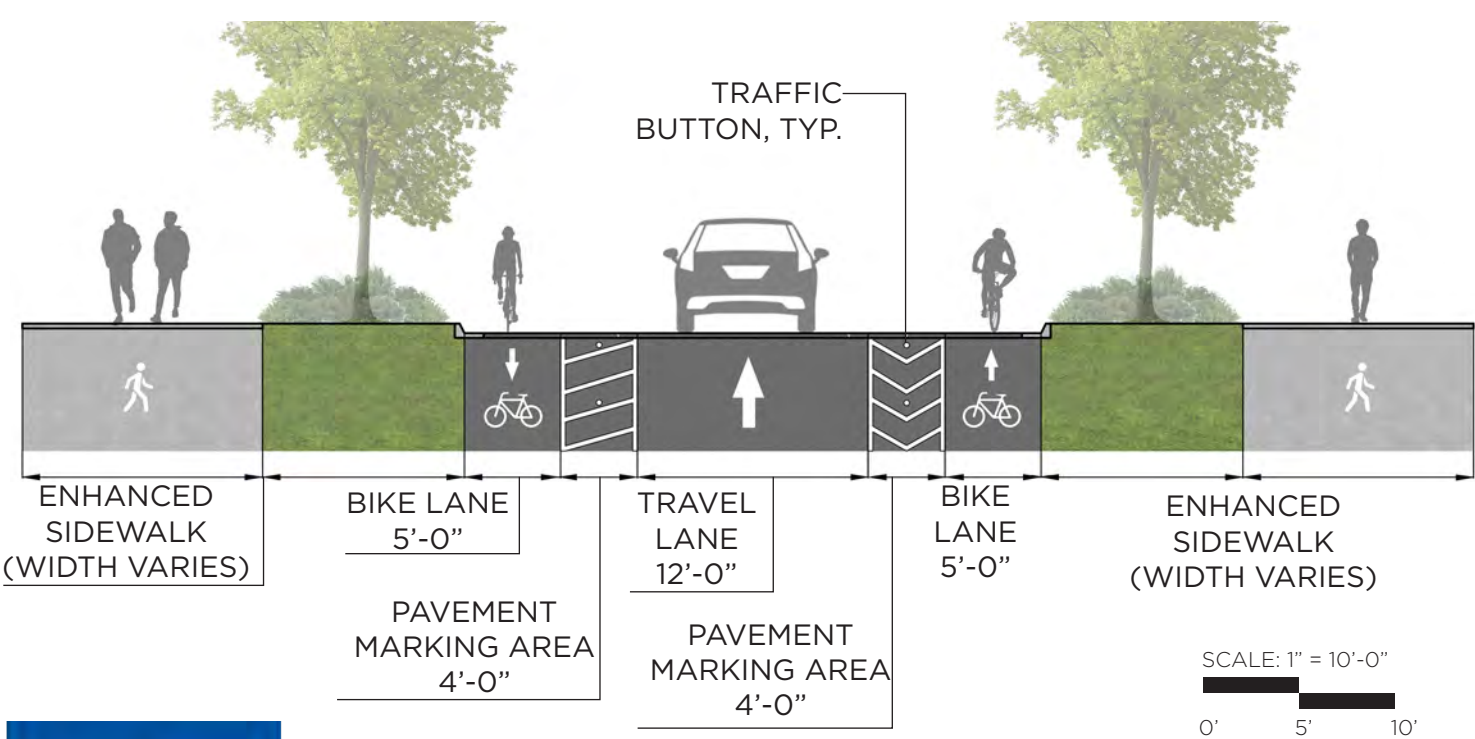 TRAFFIC
BUTTON, TYP.
ENHANCED
SIDEWALK
(WIDTH VARIES)
BIKE LANE
5’-0”
PAVEMENT
MARKING AREA
4’-0”
TRAVEL
LANE
12’-0”
PAVEMENT
MARKING AREA
4’-0”
BIKE
LANE
5’-0”
ENHANCED
SIDEWALK
(WIDTH VARIES)
SCALE: 1” = 10’-0”
0’ 5’ 10’